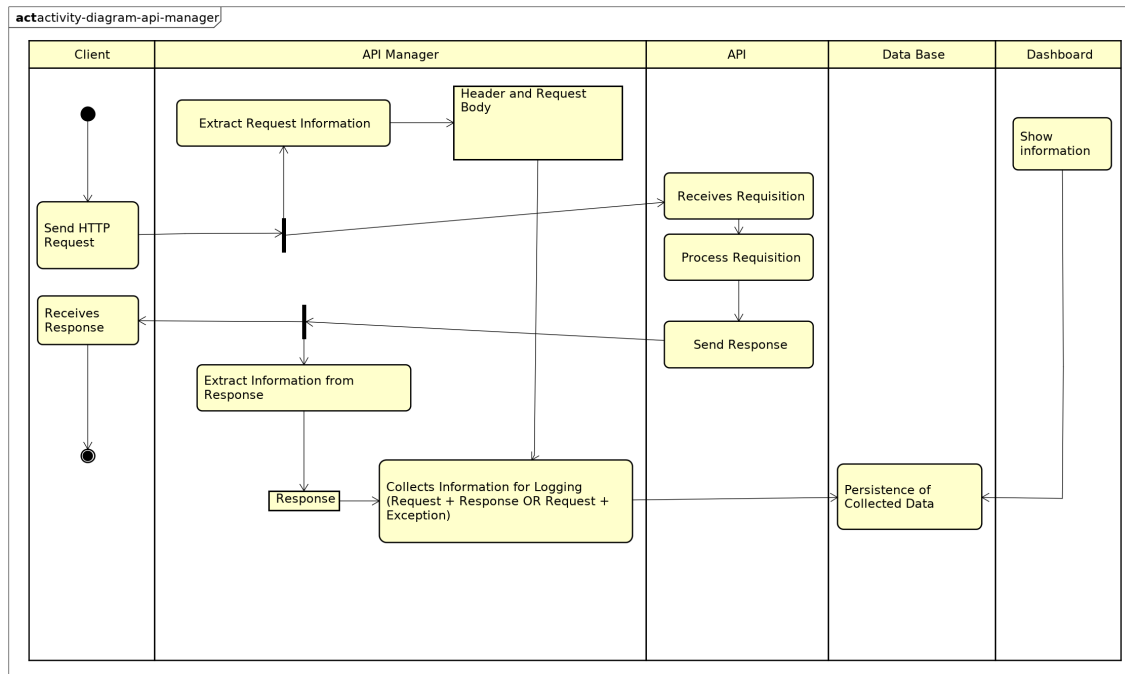 actactivity-diagram-api-manager
Client
API Manager
API
Data Base
Dashboard
Header and Request
Body
Extract Request Information
Show
information
Receives Requisition
Send HTTP
Request
Process Requisition
Receives
Response
Send Response
Extract Information from
Response
Response
Collects Information for Logging
(Request + Response OR Request +
Exception)
Persistence of
Collected Data